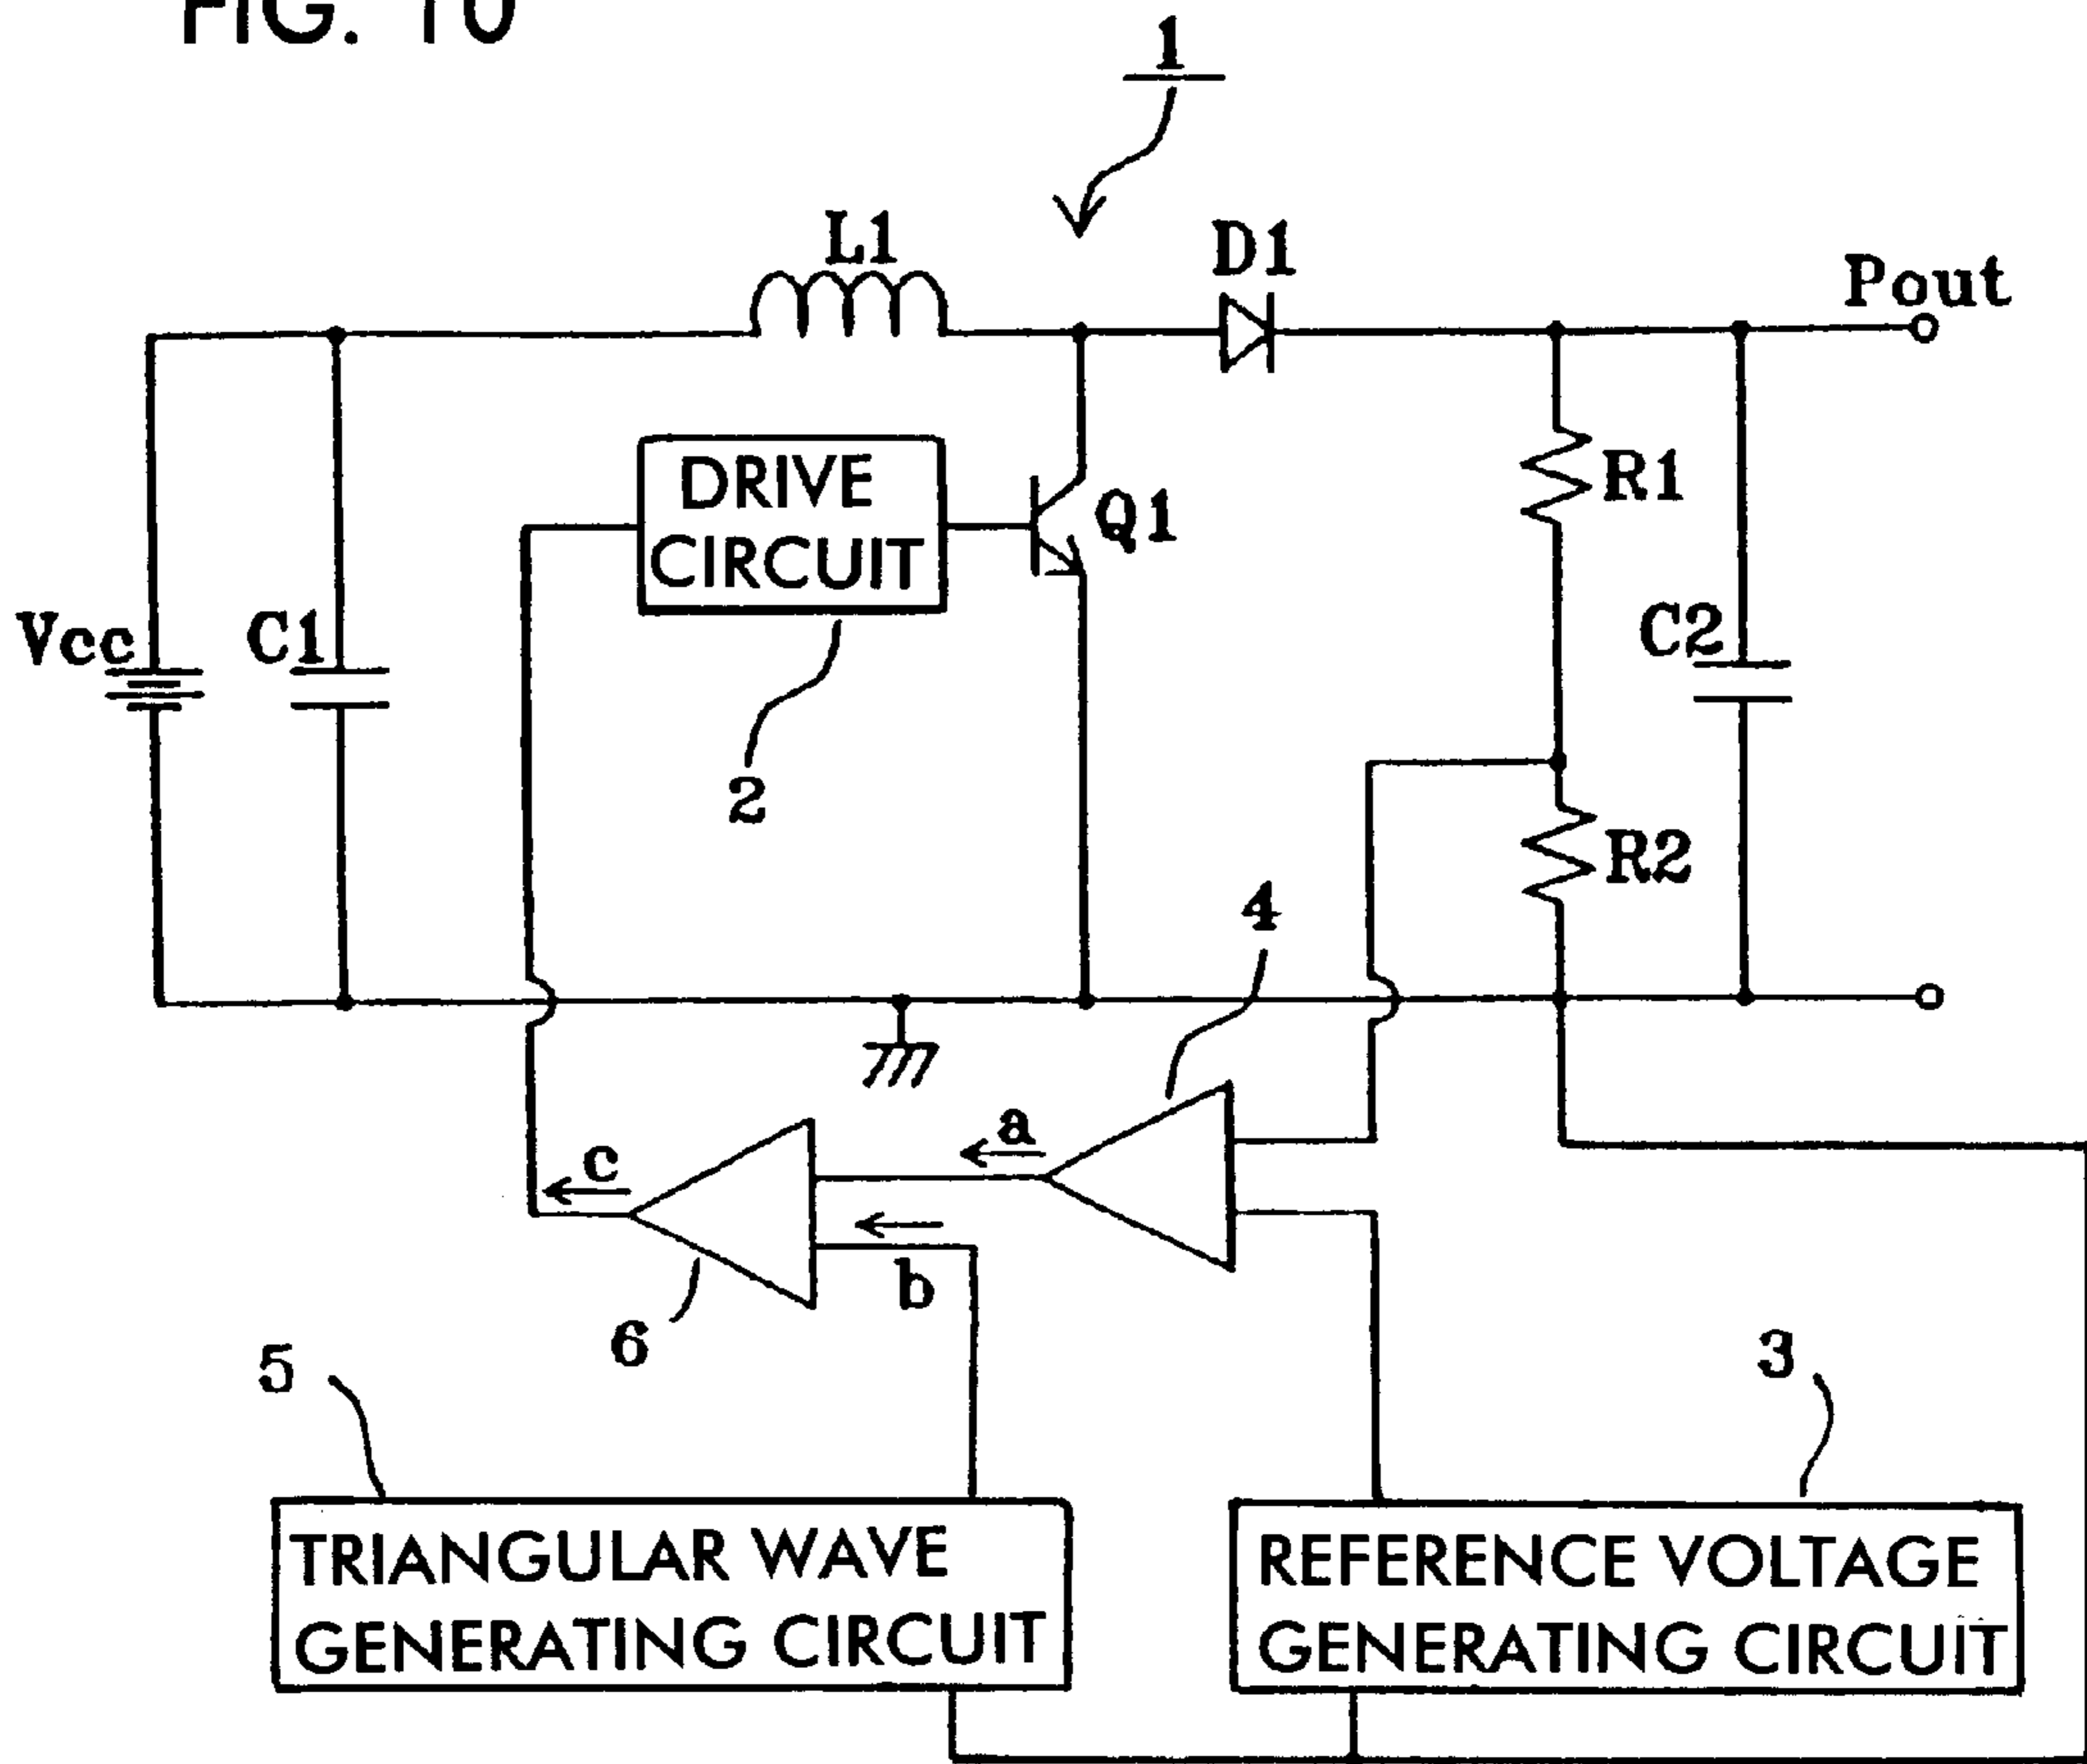 FIG. 10
1
L1
D1
Pout
DRIVE
CIRCUIT
Q1
R1
Vcc
C1
C2
2
R2
4
a
c
b
6
5
3
TRIANGULAR WAVE
GENERATING CIRCUIT
REFERENCE VOLTAGE
GENERATING CIRCUIT